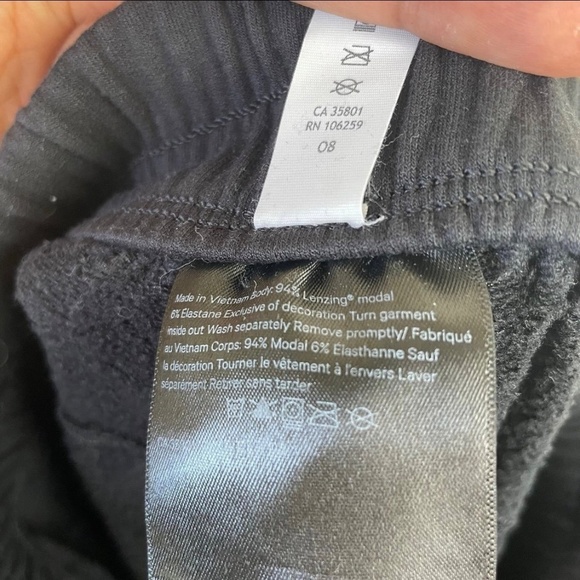 CA 35801
RN 106259
08
Made in Vietnam Body: 94% Lenzing® modal
6% Elastane Exclusive of decoration Turn garment
inside out Wash separately Remove promptly/ Fabriqué
au Vietnam Corps: 94% Modal 6% Élasthanne Sauf
la décoration Tourner le vêtement à l'envers Laver
séparément Retirer sans tarder